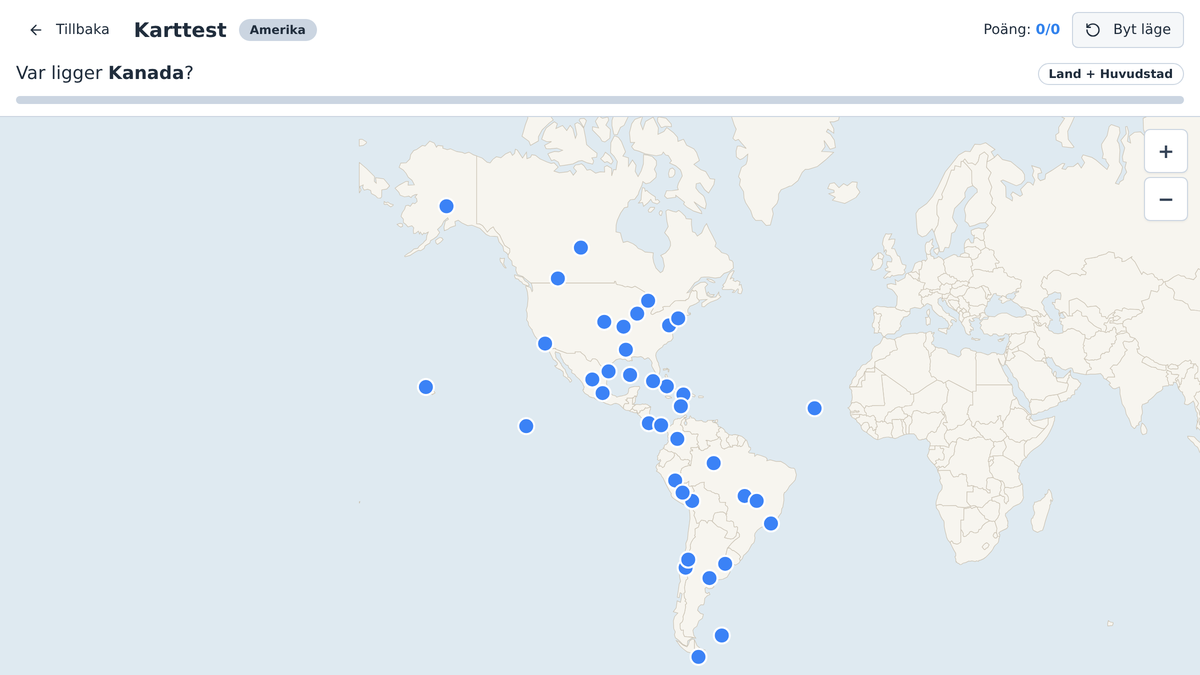 Tillbaka Karttest Amerika Poäng: 0/0 Byt läge
Var ligger Kanada? Land + Huvudstad
+
−